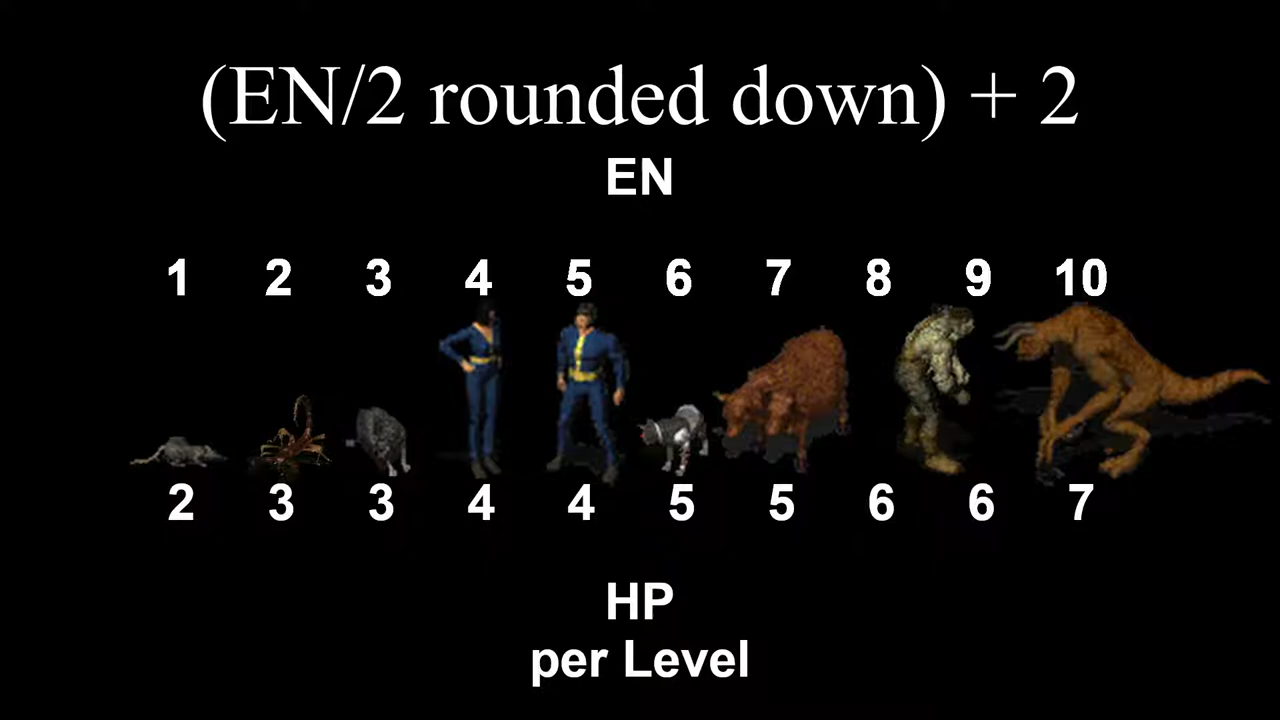 (EN/2 rounded down) + 2
EN
1 2 3 4 5 6 7 8 9 10
2 3 3 4 4 5 5 6 6 7
HP
per Level